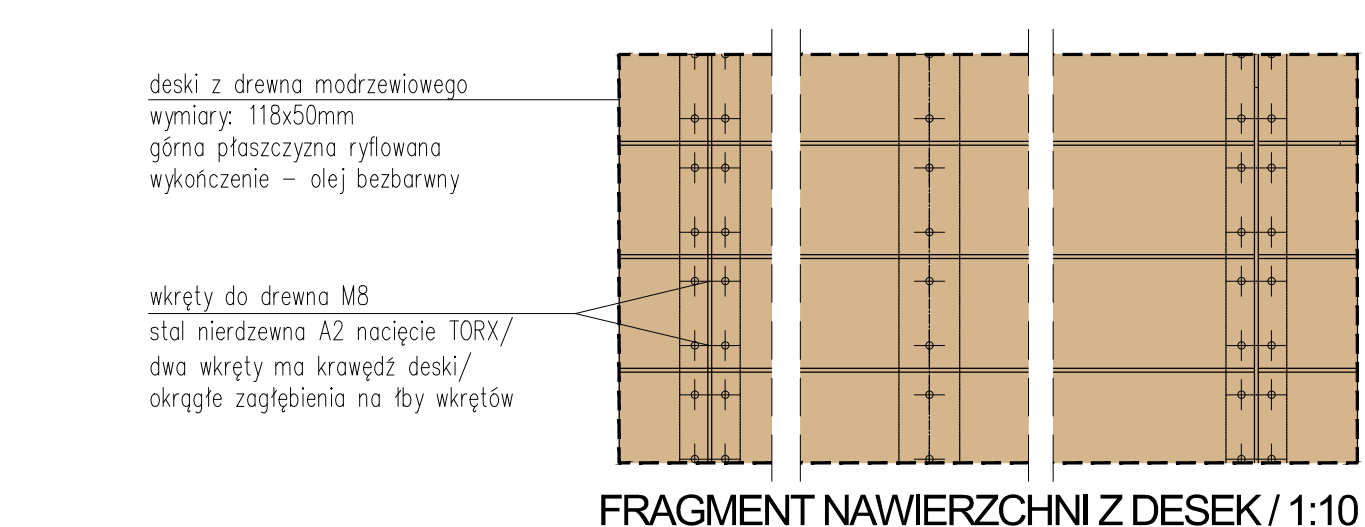 deski z drewna modrzewiowego
wymiary: 118x50mm
górna płaszczyzna ryflowana
wykończenie – olej bezbarwny
wkręty do drewna M8
stal nierdzewna A2 nacięcie TORX/
dwa wkręty ma krawędź deski/
okrągłe zagłębienia na łby wkrętów
FRAGMENT NAWIERZCHNI Z DESEK / 1:10